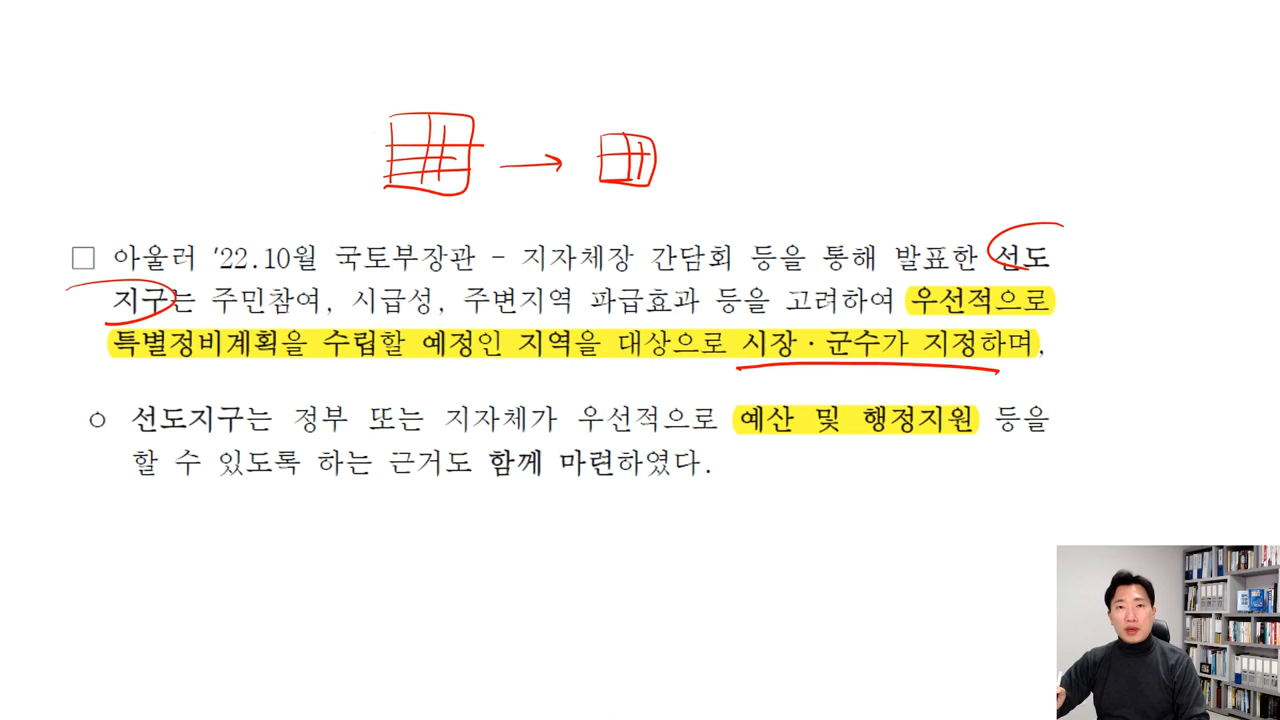 □ 아울러 '22.10월 국토부장관 - 지자체장 간담회 등을 통해 발표한 선도
지구는 주민참여, 시급성, 주변지역 파급효과 등을 고려하여 우선적으로
특별정비계획을 수립할 예정인 지역을 대상으로 시장·군수가 지정하며,
○ 선도지구는 정부 또는 지자체가 우선적으로 예산 및 행정지원 등을
할 수 있도록 하는 근거도 함께 마련하였다.